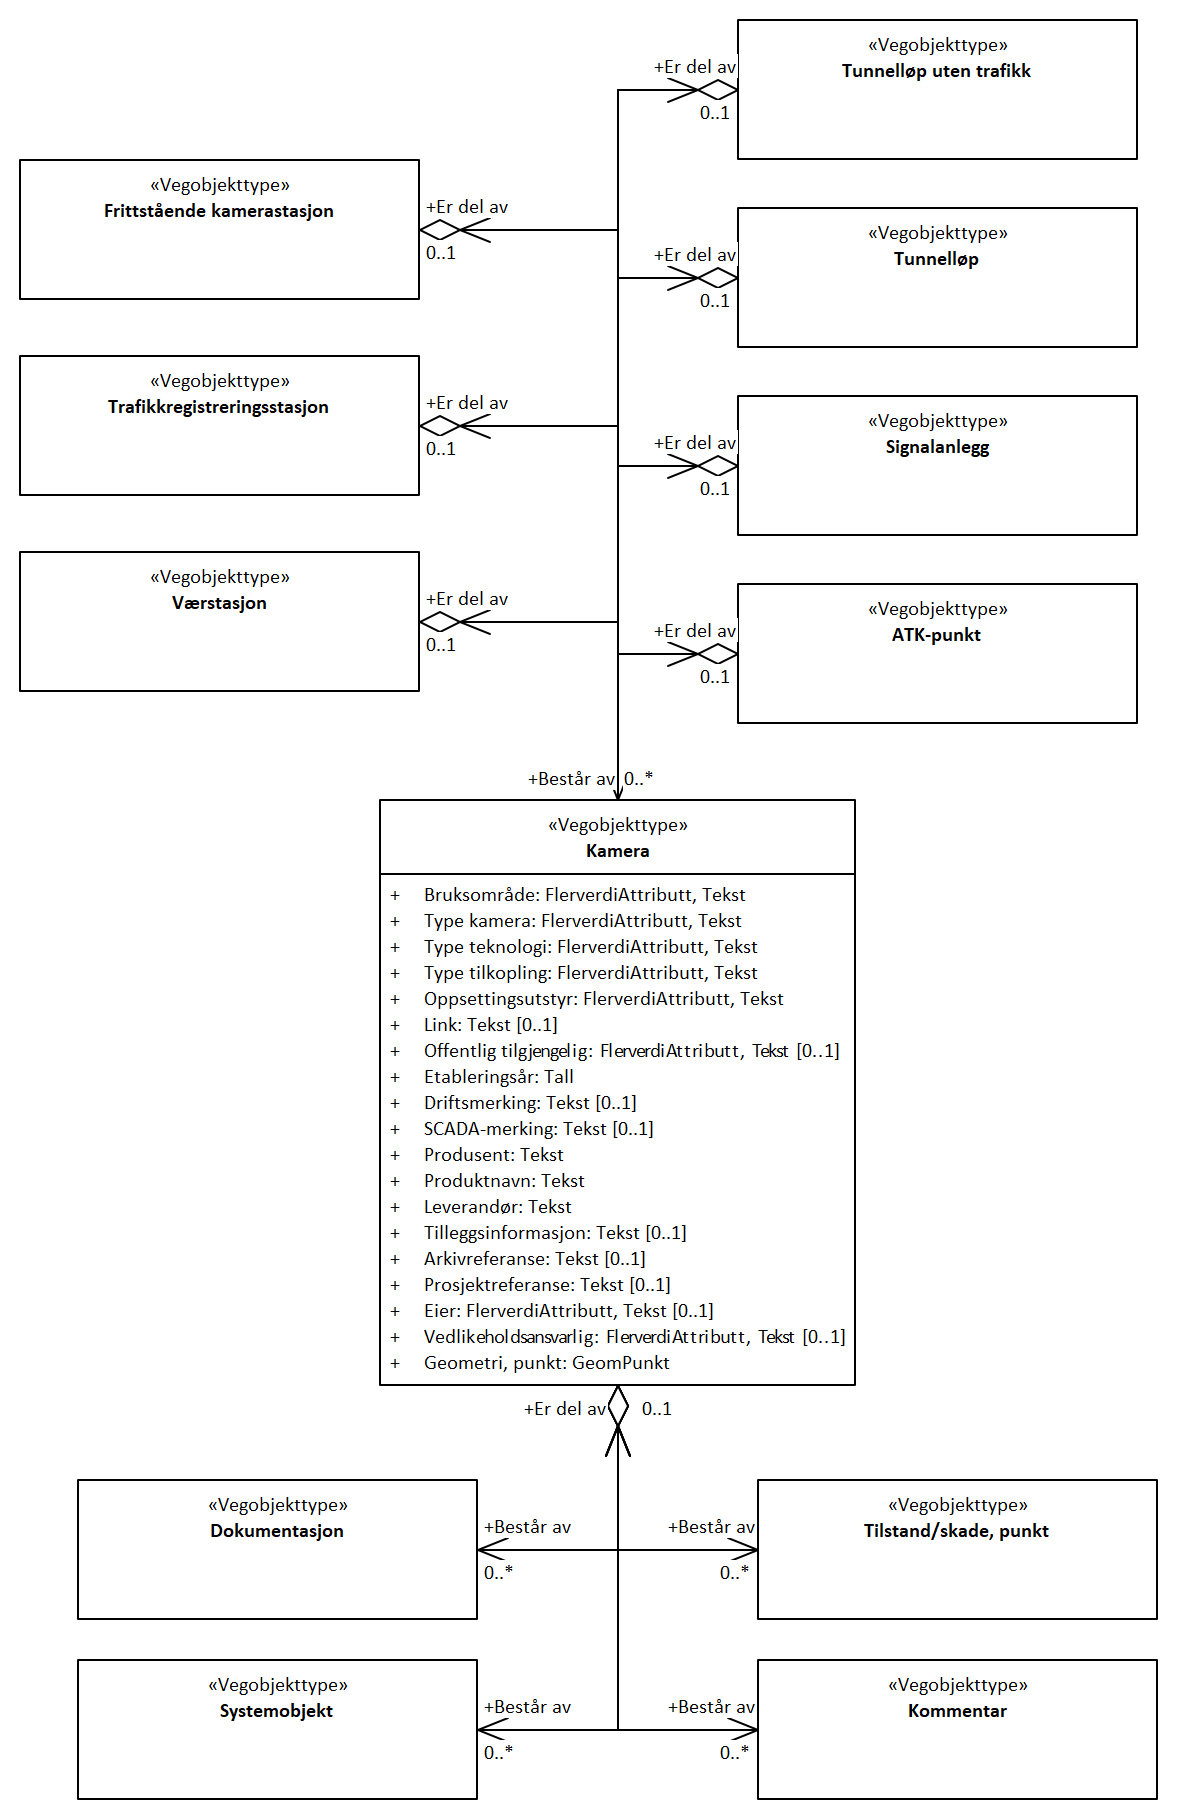 «Vegobjekttype»
Tunnelløp uten trafikk
+Er del av
0..1
«Vegobjekttype»
Frittstående kamerastasjon
+Er del av
0..1
«Vegobjekttype»
Tunnelløp
+Er del av
0..1
«Vegobjekttype»
Trafikkregistreringsstasjon
+Er del av
0..1
«Vegobjekttype»
Signalanlegg
+Er del av
0..1
«Vegobjekttype»
Værstasjon
+Er del av
0..1
«Vegobjekttype»
ATK-punkt
+Er del av
0..1
+Består av 0..*
«Vegobjekttype»
Kamera
+ Bruksområde: FlerverdiAttributt, Tekst
+ Type kamera: FlerverdiAttributt, Tekst
+ Type teknologi: FlerverdiAttributt, Tekst
+ Type tilkopling: FlerverdiAttributt, Tekst
+ Oppsettingsutstyr: FlerverdiAttributt, Tekst
+ Link: Tekst [0..1]
+ Offentlig tilgjengelig: FlerverdiAttributt, Tekst [0..1]
+ Etableringsår: Tall
+ Driftsmerking: Tekst [0..1]
+ SCADA-merking: Tekst [0..1]
+ Produsent: Tekst
+ Produktnavn: Tekst
+ Leverandør: Tekst
+ Tilleggsinformasjon: Tekst [0..1]
+ Arkivreferanse: Tekst [0..1]
+ Prosjektreferanse: Tekst [0..1]
+ Eier: FlerverdiAttributt, Tekst [0..1]
+ Vedlikeholdsansvarlig: FlerverdiAttributt, Tekst [0..1]
+ Geometri, punkt: GeomPunkt
+Er del av 0..1
«Vegobjekttype»
Dokumentasjon
+Består av
0..*
«Vegobjekttype»
Tilstand/skade, punkt
+Består av
0..*
«Vegobjekttype»
Systemobjekt
+Består av
0..*
«Vegobjekttype»
Kommentar
+Består av
0..*